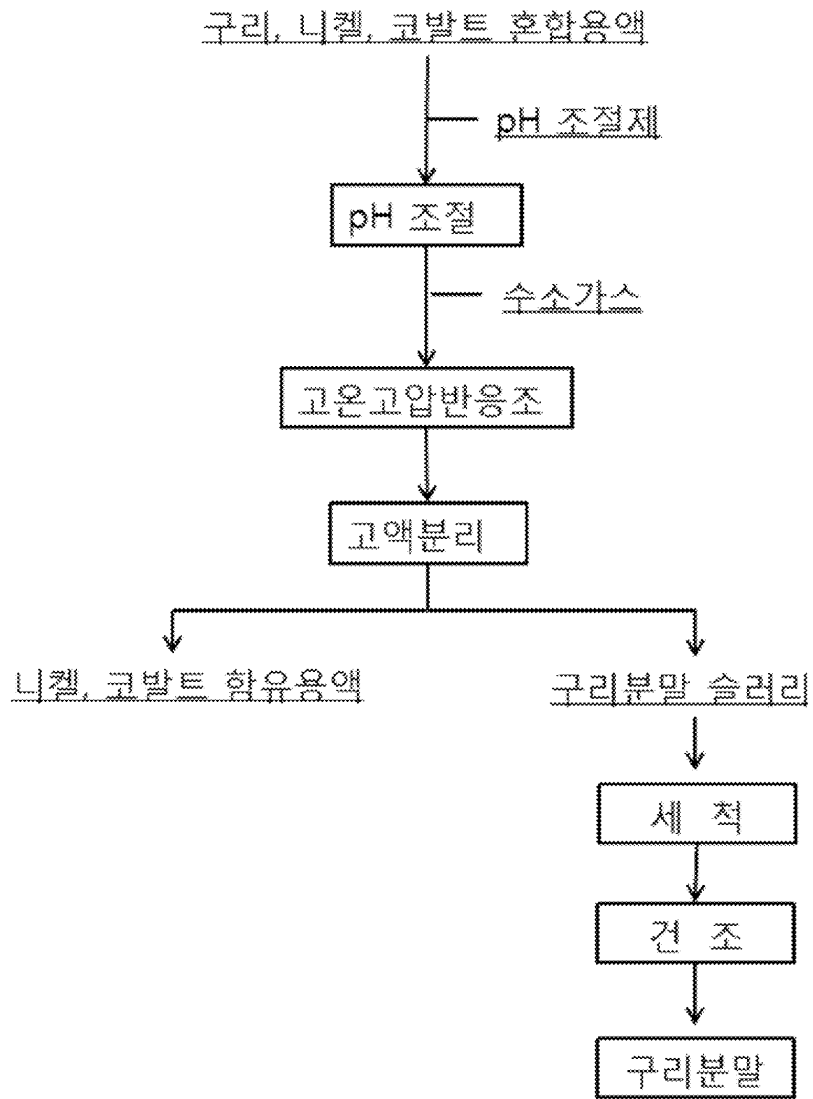 구리, 니켈, 코발트 혼합용액
pH 조절제
pH 조절
수소가스
고온고압반응조
고액분리
니켈, 코발트 함유용액
구리분말 슬러리
세 척
건 조
구리분말